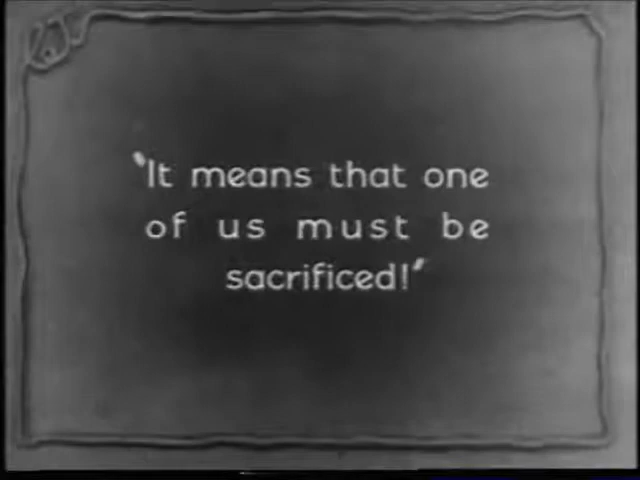 'It means that one
of us must be
sacrificed!'